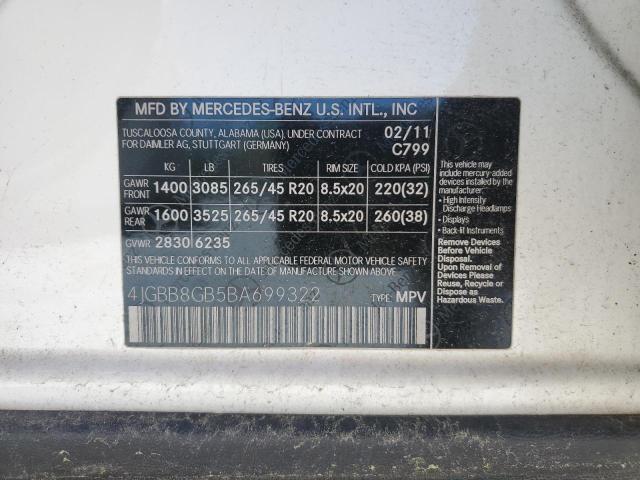 MFD BY MERCEDES-BENZ U.S. INTL., INC
TUSCALOOSA COUNTY, ALABAMA (USA). UNDER CONTRACT
FOR DAIMLER AG, STUTTGART (GERMANY)
02/11
C799
KG LB TIRES RIM SIZE COLD KPA (PSI)
GAWR FRONT 1400 3085 265/45 R20 8.5x20 220(32)
GAWR REAR 1600 3525 265/45 R20 8.5x20 260(38)
GVWR 2830 6235
THIS VEHICLE CONFORMS TO ALL APPLICABLE FEDERAL MOTOR VEHICLE SAFETY
STANDARDS IN EFFECT ON THE DATE OF MANUFACTURE SHOWN ABOVE.
4JGBB8GB5BA699322 TYPE: MPV
This vehicle may
include mercury-
added devices
installed by the
manufacturer:
• High Intensity
Discharge Headlamps
• Displays
• Back-lit Instruments
Remove Devices
Before Vehicle
Disposal.
Upon Removal of
Devices Please
Reuse, Recycle or
Dispose as
Hazardous Waste.